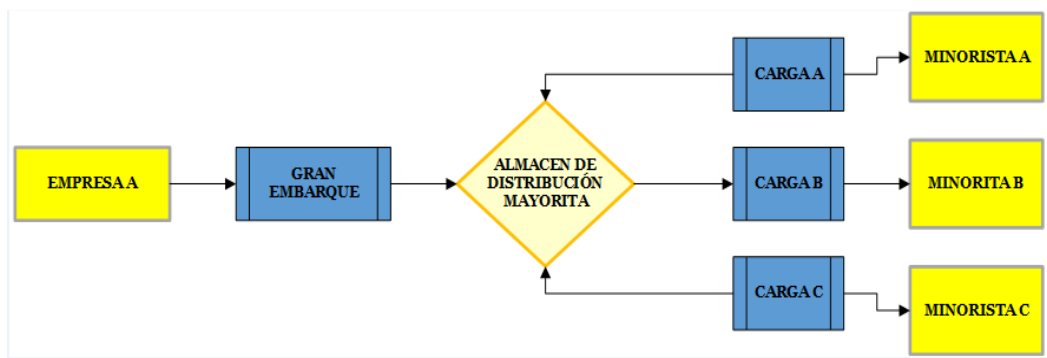 EMPRESA A
GRAN
EMBARQUE
ALMACEN DE
DISTRIBUCIÓN
MAYORITA
CARGA A
MINORISTA A
CARGA B
MINORITA B
CARGA C
MINORISTA C